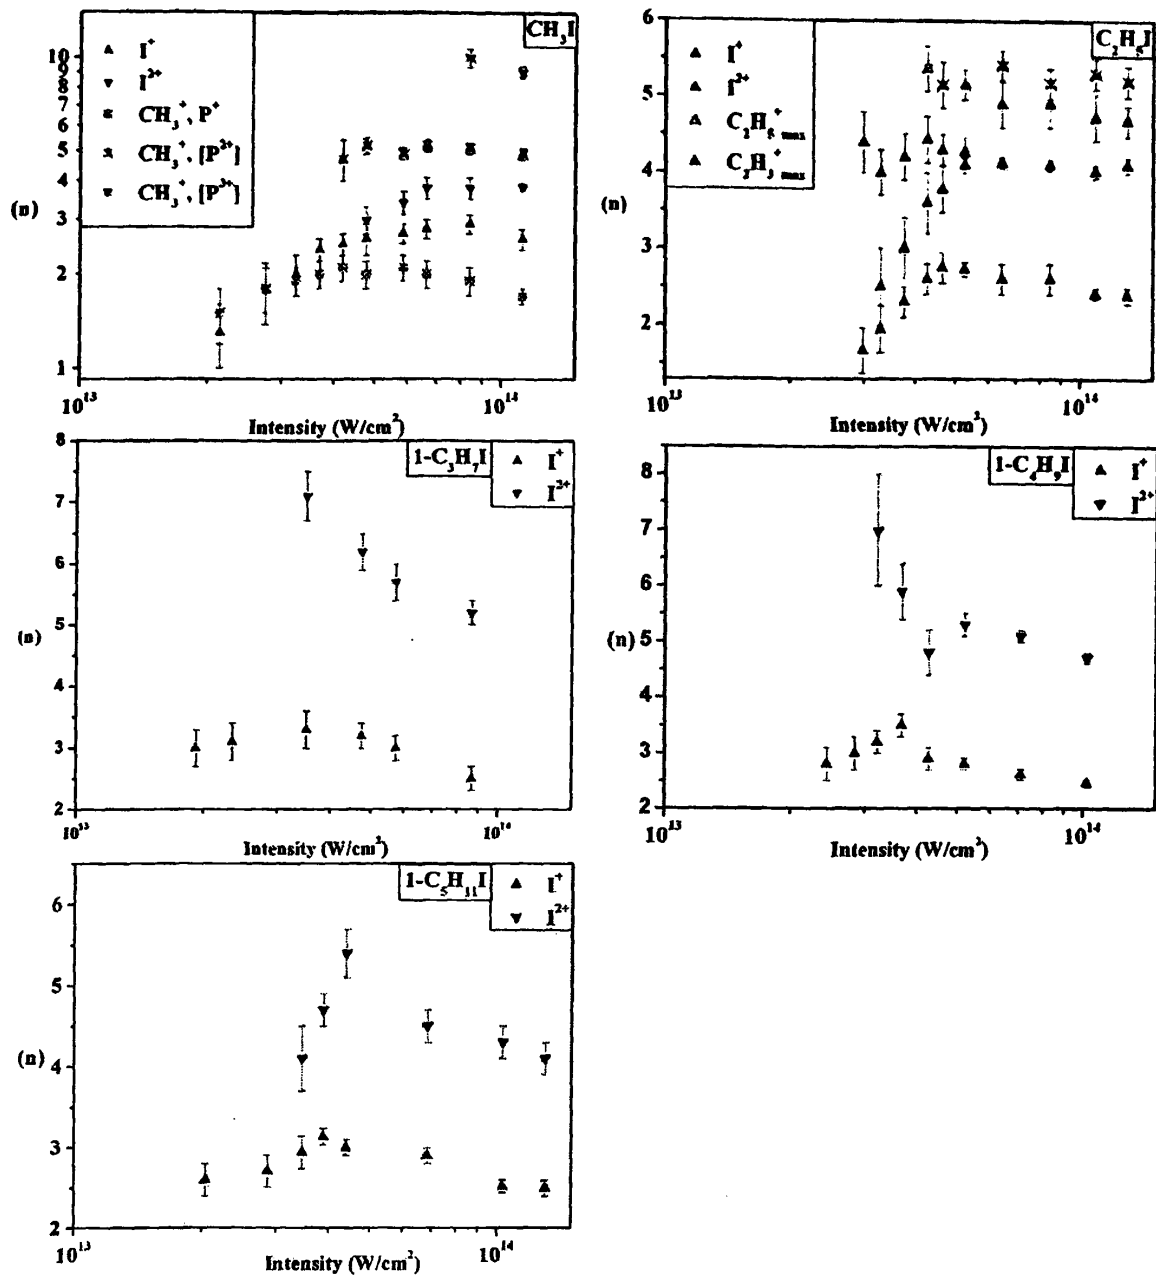 CH₃I
I⁺
I²⁺
CH₃⁺, P⁺
CH₃⁺, [P²⁺]
CH₃⁺, [P³⁺]
10
9
8
7
6
5
4
3
2
1
(n)
10¹³
10¹⁴
Intensity (W/cm²)
C₂H₅I
I⁺
I²⁺
C₂H₅⁺ max
C₂H₃⁺ max
6
5
4
3
2
(n)
10¹³
10¹⁴
Intensity (W/cm²)
1-C₃H₇I
I⁺
I²⁺
8
7
6
5
4
3
2
(n)
10¹³
10¹⁴
Intensity (W/cm²)
1-C₄H₉I
I⁺
I²⁺
8
7
6
5
4
3
2
(n)
10¹³
10¹⁴
Intensity (W/cm²)
1-C₅H₁₁I
I⁺
I²⁺
6
5
4
3
2
(n)
10¹³
10¹⁴
Intensity (W/cm²)